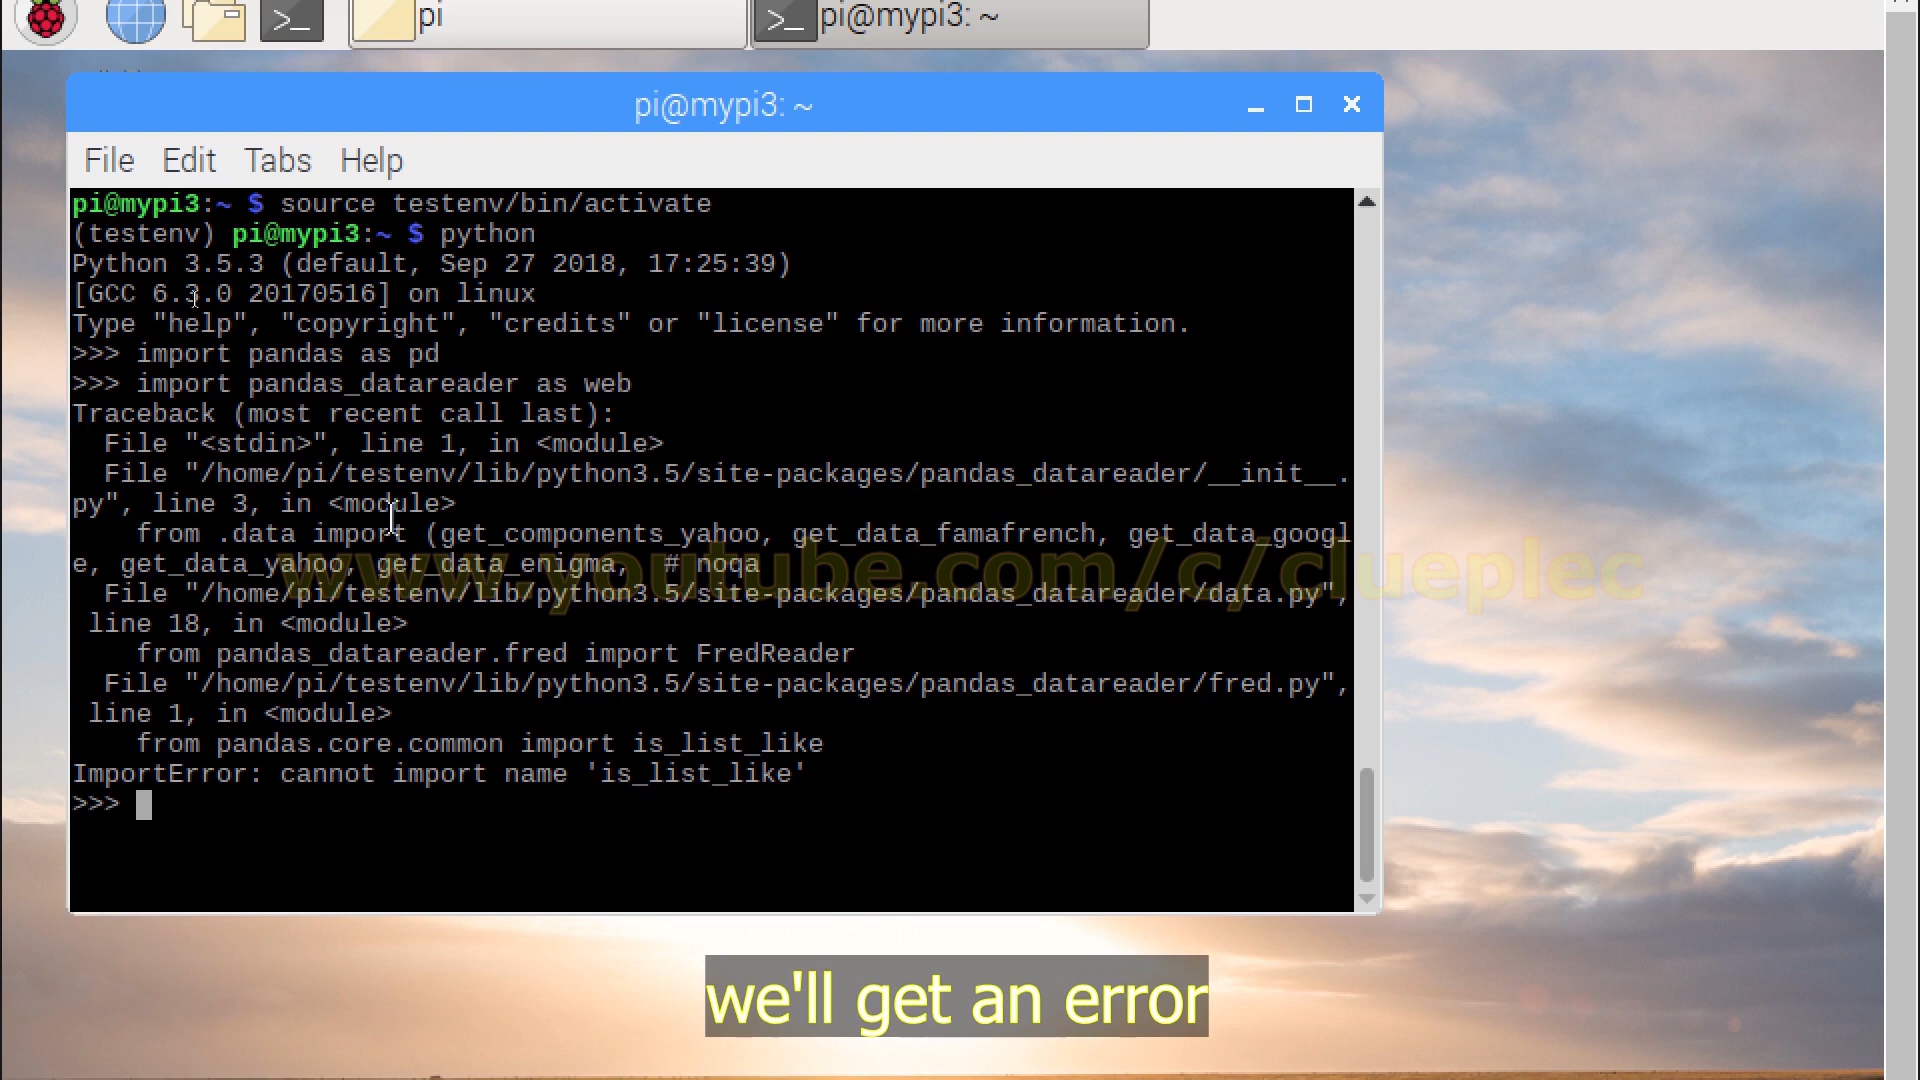 pi
pi@mypi3: ~
pi@mypi3: ~
File Edit Tabs Help
pi@mypi3:~ $ source testenv/bin/activate
(testenv) pi@mypi3:~ $ python
Python 3.5.3 (default, Sep 27 2018, 17:25:39)
[GCC 6.3.0 20170516] on linux
Type "help", "copyright", "credits" or "license" for more information.
>>> import pandas as pd
>>> import pandas_datareader as web
Traceback (most recent call last):
  File "<stdin>", line 1, in <module>
  File "/home/pi/testenv/lib/python3.5/site-packages/pandas_datareader/__init__.
py", line 3, in <module>
    from .data import (get_components_yahoo, get_data_famafrench, get_data_googl
e, get_data_yahoo, get_data_enigma,  # noqa
www.youtube.com/c/clueplec
  File "/home/pi/testenv/lib/python3.5/site-packages/pandas_datareader/data.py",
 line 18, in <module>
    from pandas_datareader.fred import FredReader
  File "/home/pi/testenv/lib/python3.5/site-packages/pandas_datareader/fred.py",
 line 1, in <module>
    from pandas.core.common import is_list_like
ImportError: cannot import name 'is_list_like'
>>>
we'll get an error